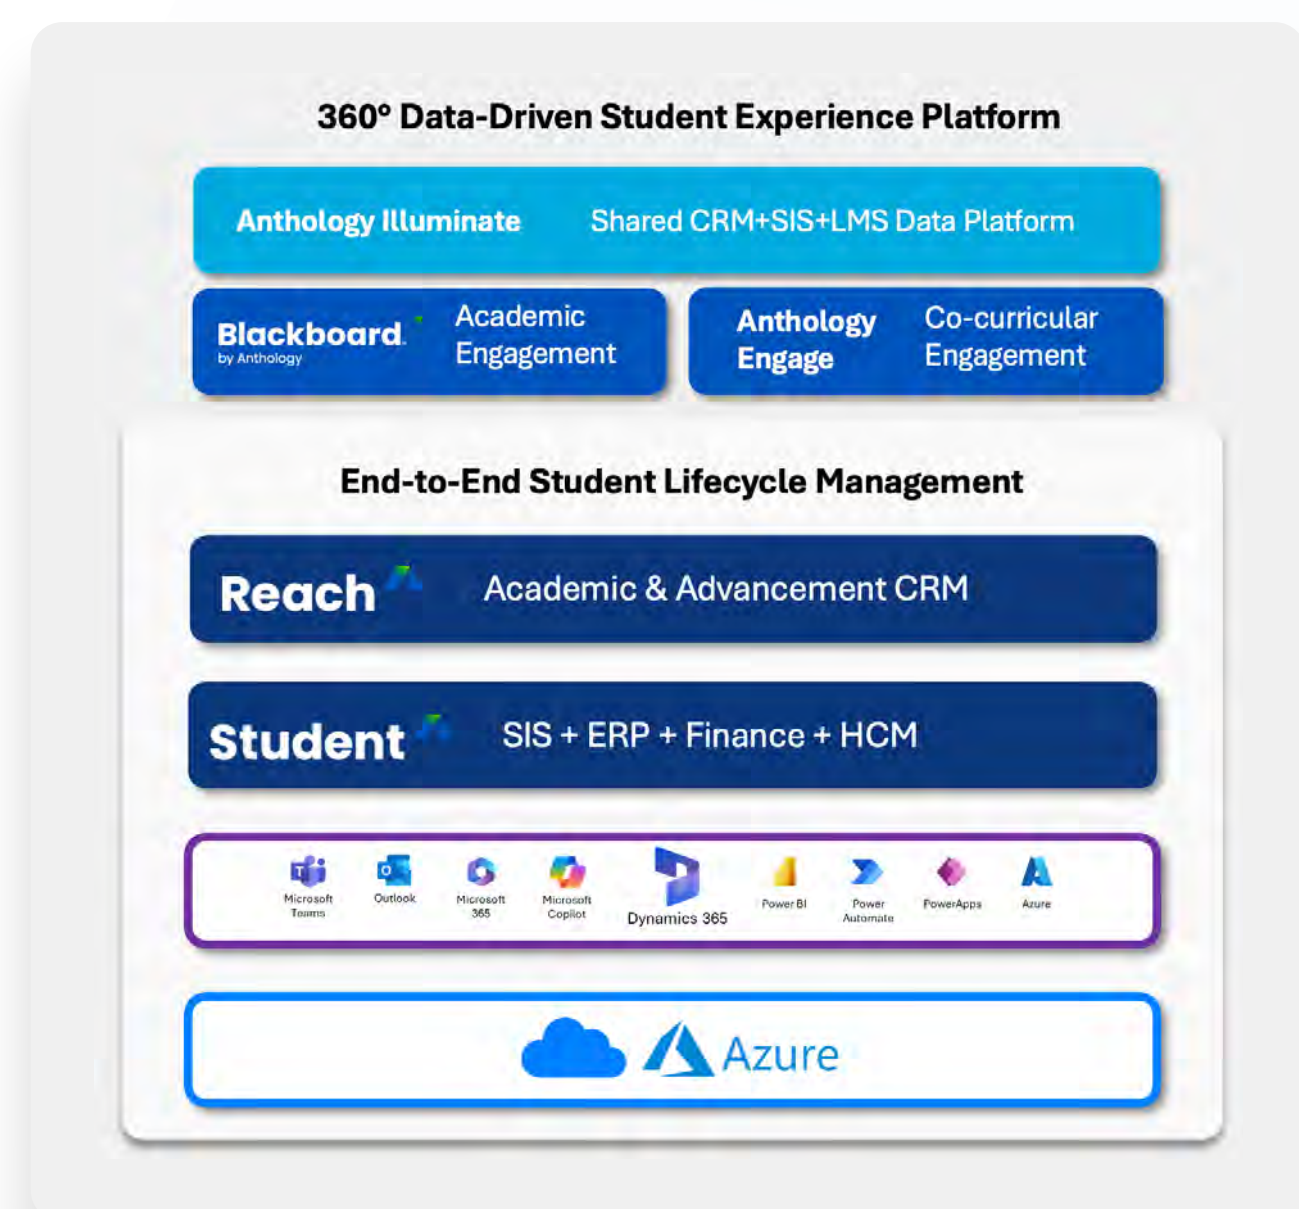 360° Data-Driven Student Experience Platform
Anthology Illuminate Shared CRM+SIS+LMS Data Platform
Blackboard.
by Anthology
Academic
Engagement
Anthology
Engage
Co-curricular
Engagement
End-to-End Student Lifecycle Management
Reach Academic & Advancement CRM
Student SIS + ERP + Finance + HCM
Microsoft
Teams
Outlook
Microsoft
365
Microsoft
Copilot
Dynamics 365
Power BI
Power
Automate
PowerApps
Azure
Azure